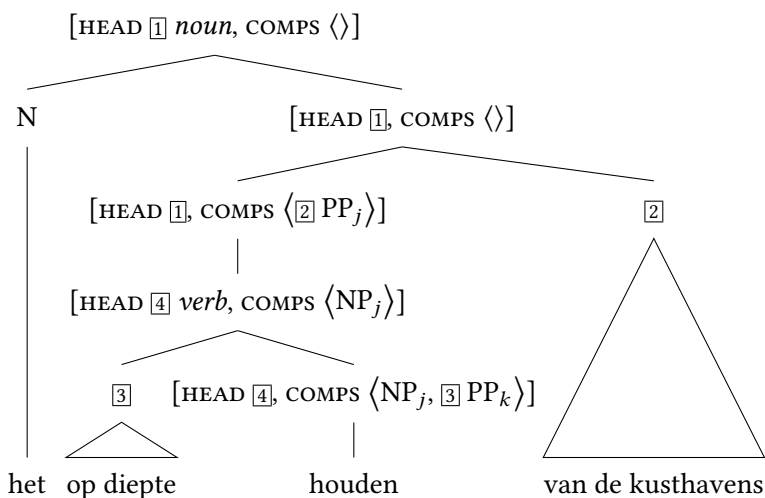 [HEAD 1 noun, COMPS ⟨⟩]
N [HEAD 1, COMPS ⟨⟩]
[HEAD 1, COMPS ⟨2 PPj⟩] 2
[HEAD 4 verb, COMPS ⟨NPj⟩]
3 [HEAD 4, COMPS ⟨NPj, 3 PPk⟩]
het op diepte houden van de kusthavens